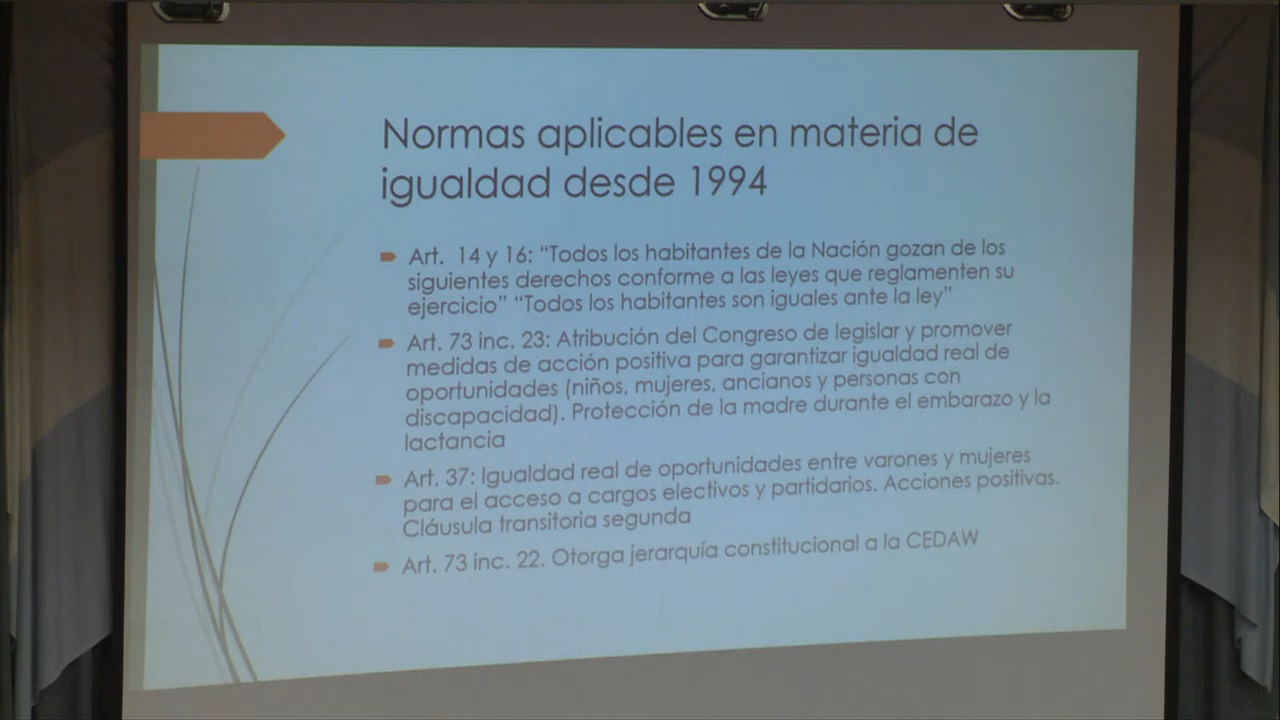 Normas aplicables en materia de
igualdad desde 1994
Art. 14 y 16: “Todos los habitantes de la Nación gozan de los
siguientes derechos conforme a las leyes que reglamenten su
ejercicio” “Todos los habitantes son iguales ante la ley”
Art. 73 inc. 23: Atribución del Congreso de legislar y promover
medidas de acción positiva para garantizar igualdad real de
oportunidades (niños, mujeres, ancianos y personas con
discapacidad). Protección de la madre durante el embarazo y la
lactancia
Art. 37: Igualdad real de oportunidades entre varones y mujeres
para el acceso a cargos electivos y partidarios. Acciones positivas.
Cláusula transitoria segunda
Art. 73 inc. 22. Otorga jerarquía constitucional a la CEDAW